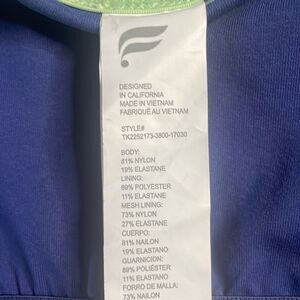 DESIGNED
IN CALIFORNIA
MADE IN VIETNAM
FABRIQUÉ AU VIETNAM
STYLE#
TK2252173-3800-17030
BODY:
81% NYLON
19% ELASTANE
LINING:
89% POLYESTER
11% ELASTANE
MESH LINING:
73% NYLON
27% ELASTANE
CUERPO:
81% NAILON
19% ELASTANO
GUARNICION:
89% POLIÉSTER
11% ELASTANO
FORRO DE MALLA:
73% NAILON